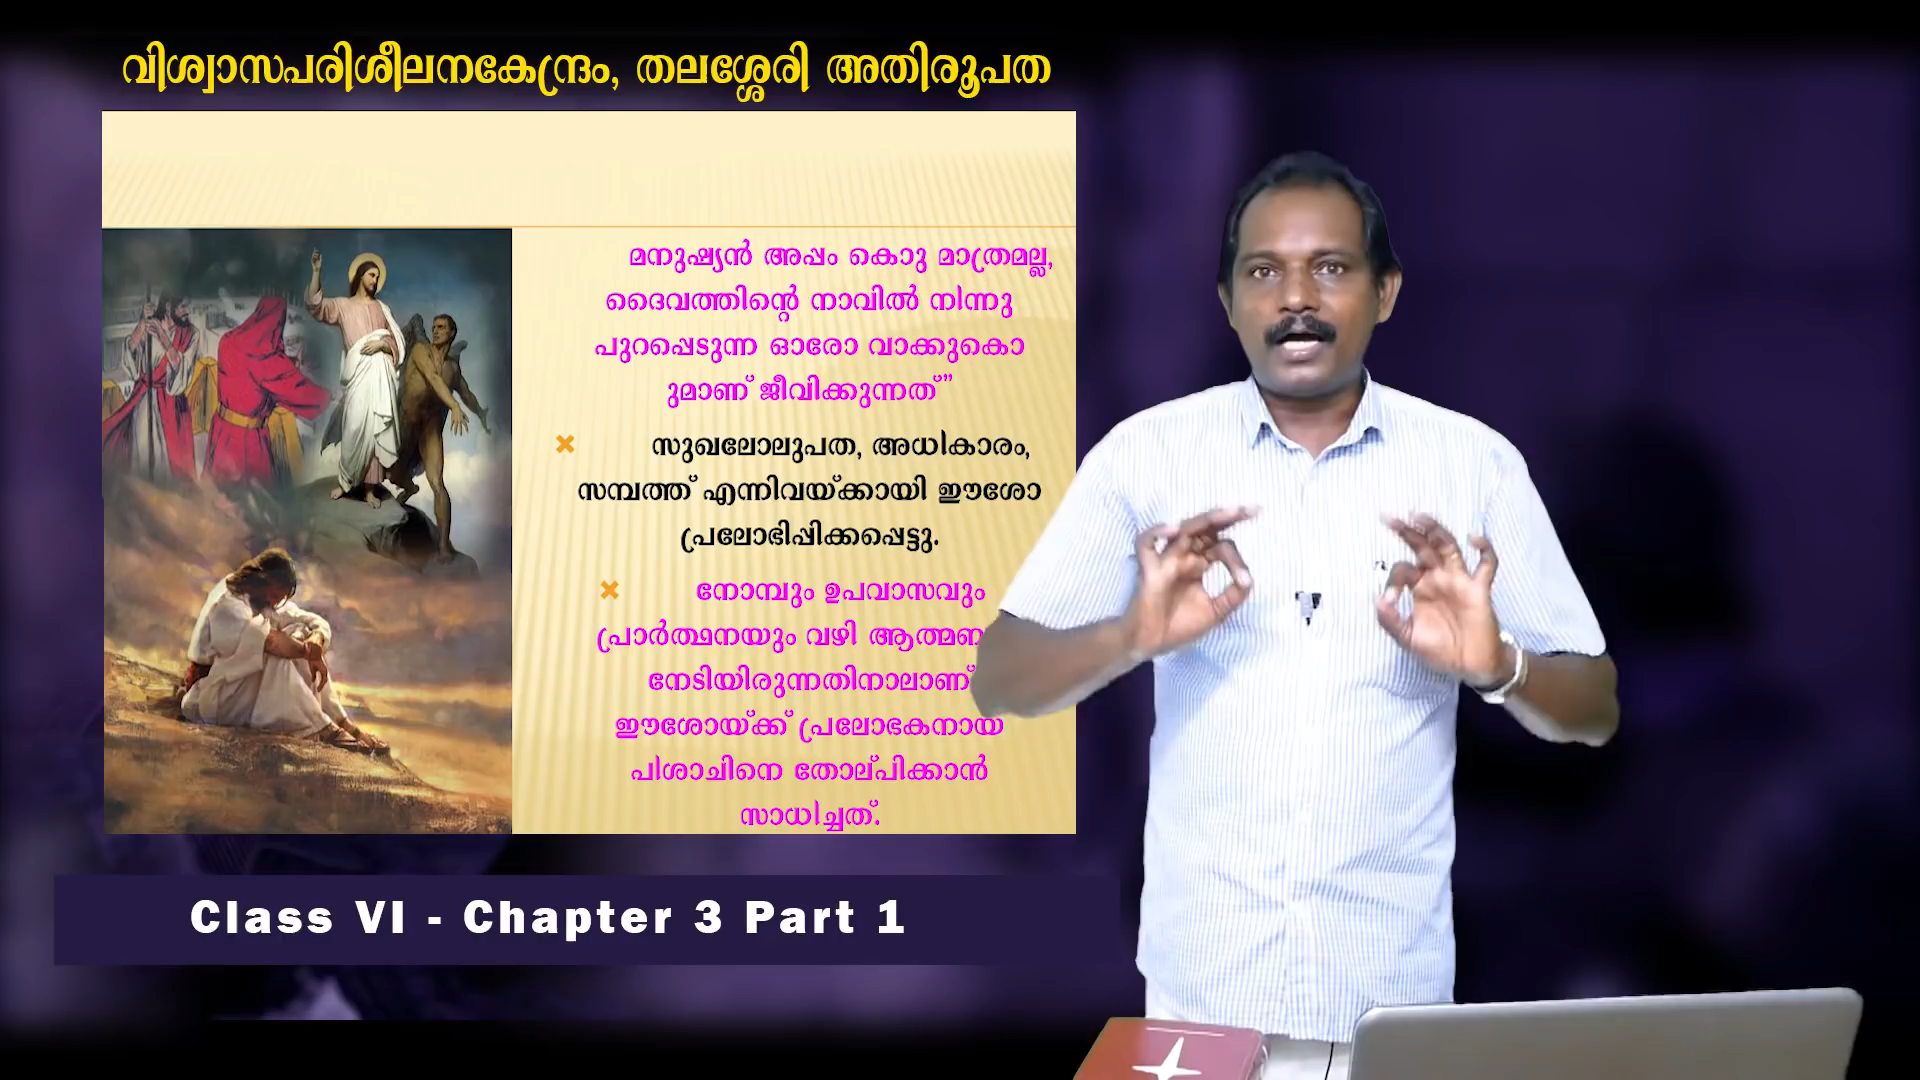 വിശ്വാസപരിശീലനകേന്ദ്രം, തലശ്ശേരി അതിരൂപത
മനുഷ്യൻ അപ്പം കൊു മാത്രമല്ല,
ദൈവത്തിന്റെ നാവിൽ നിന്നു
പുറപ്പെടുന്ന ഓരോ വാക്കുകൊ
ുമാണ് ജീവിക്കുന്നത്”
സുഖലോലുപത, അധികാരം,
സമ്പത്ത് എന്നിവയ്ക്കായി ഈശോ
പ്രലോഭിപ്പിക്കപ്പെട്ടു.
നോമ്പും ഉപവാസവും
പ്രാർത്ഥനയും വഴി
നേടിയിരുന്നതിനാലാണ്
ഈശോയ്ക്ക് പ്രലോഭകനായ
പിശാചിനെ തോല്പിക്കാൻ
സാധിച്ചത്.
Class VI - Chapter 3 Part 1